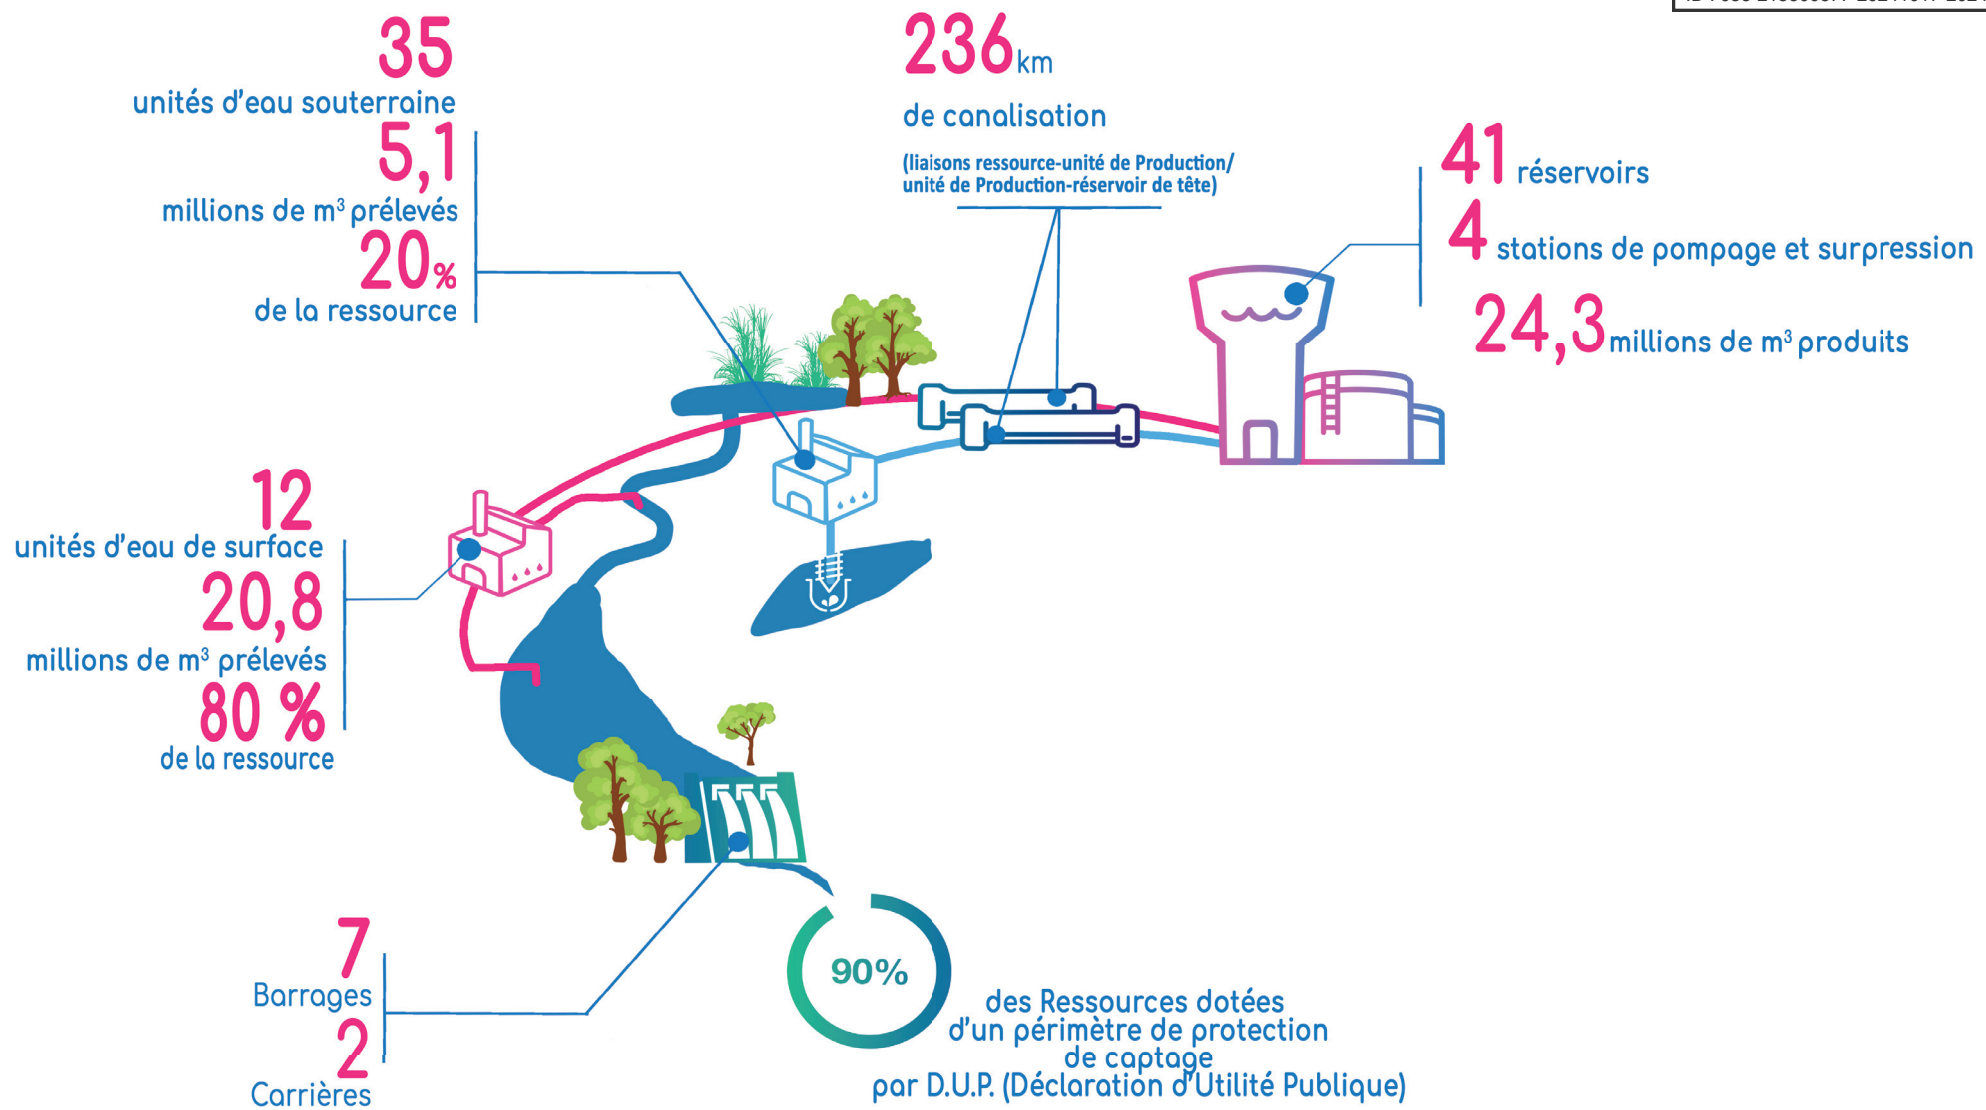 35
unités d'eau souterraine
5,1
millions de m³ prélevés
20%
de la ressource
236 km
de canalisation
(liaisons ressource-unité de Production/
unité de Production-réservoir de tête)
41 réservoirs
4 stations de pompage et surpression
24,3 millions de m³ produits
12
unités d'eau de surface
20,8
millions de m³ prélevés
80 %
de la ressource
7
Barrages
2
Carrières
90%
des Ressources dotées
d'un périmètre de protection
de captage
par D.U.P. (Déclaration d'Utilité Publique)